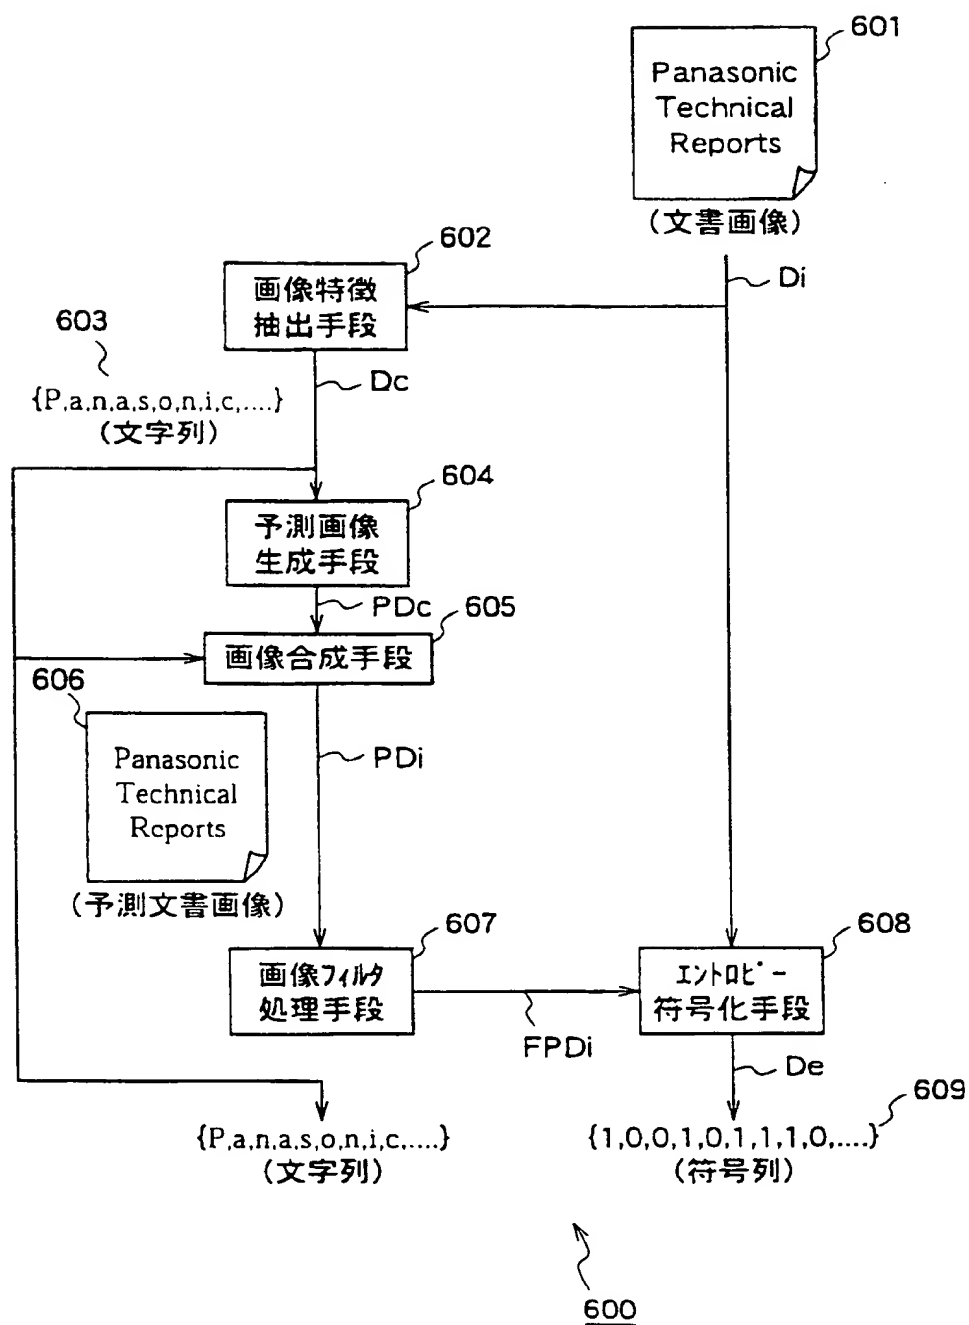 601
Panasonic
Technical
Reports
(文書画像)
Di
602
画像特徴
抽出手段
603
Dc
{P,a,n,a,s,o,n,i,c,....}
(文字列)
604
予測画像
生成手段
PDc
605
画像合成手段
606
Panasonic
Technical
Reports
(予測文書画像)
PDi
607
画像フィルタ
処理手段
FPDi
608
エントロピー
符号化手段
De
609
{P,a,n,a,s,o,n,i,c,....}
(文字列)
{1,0,0,1,0,1,1,1,0,....}
(符号列)
600